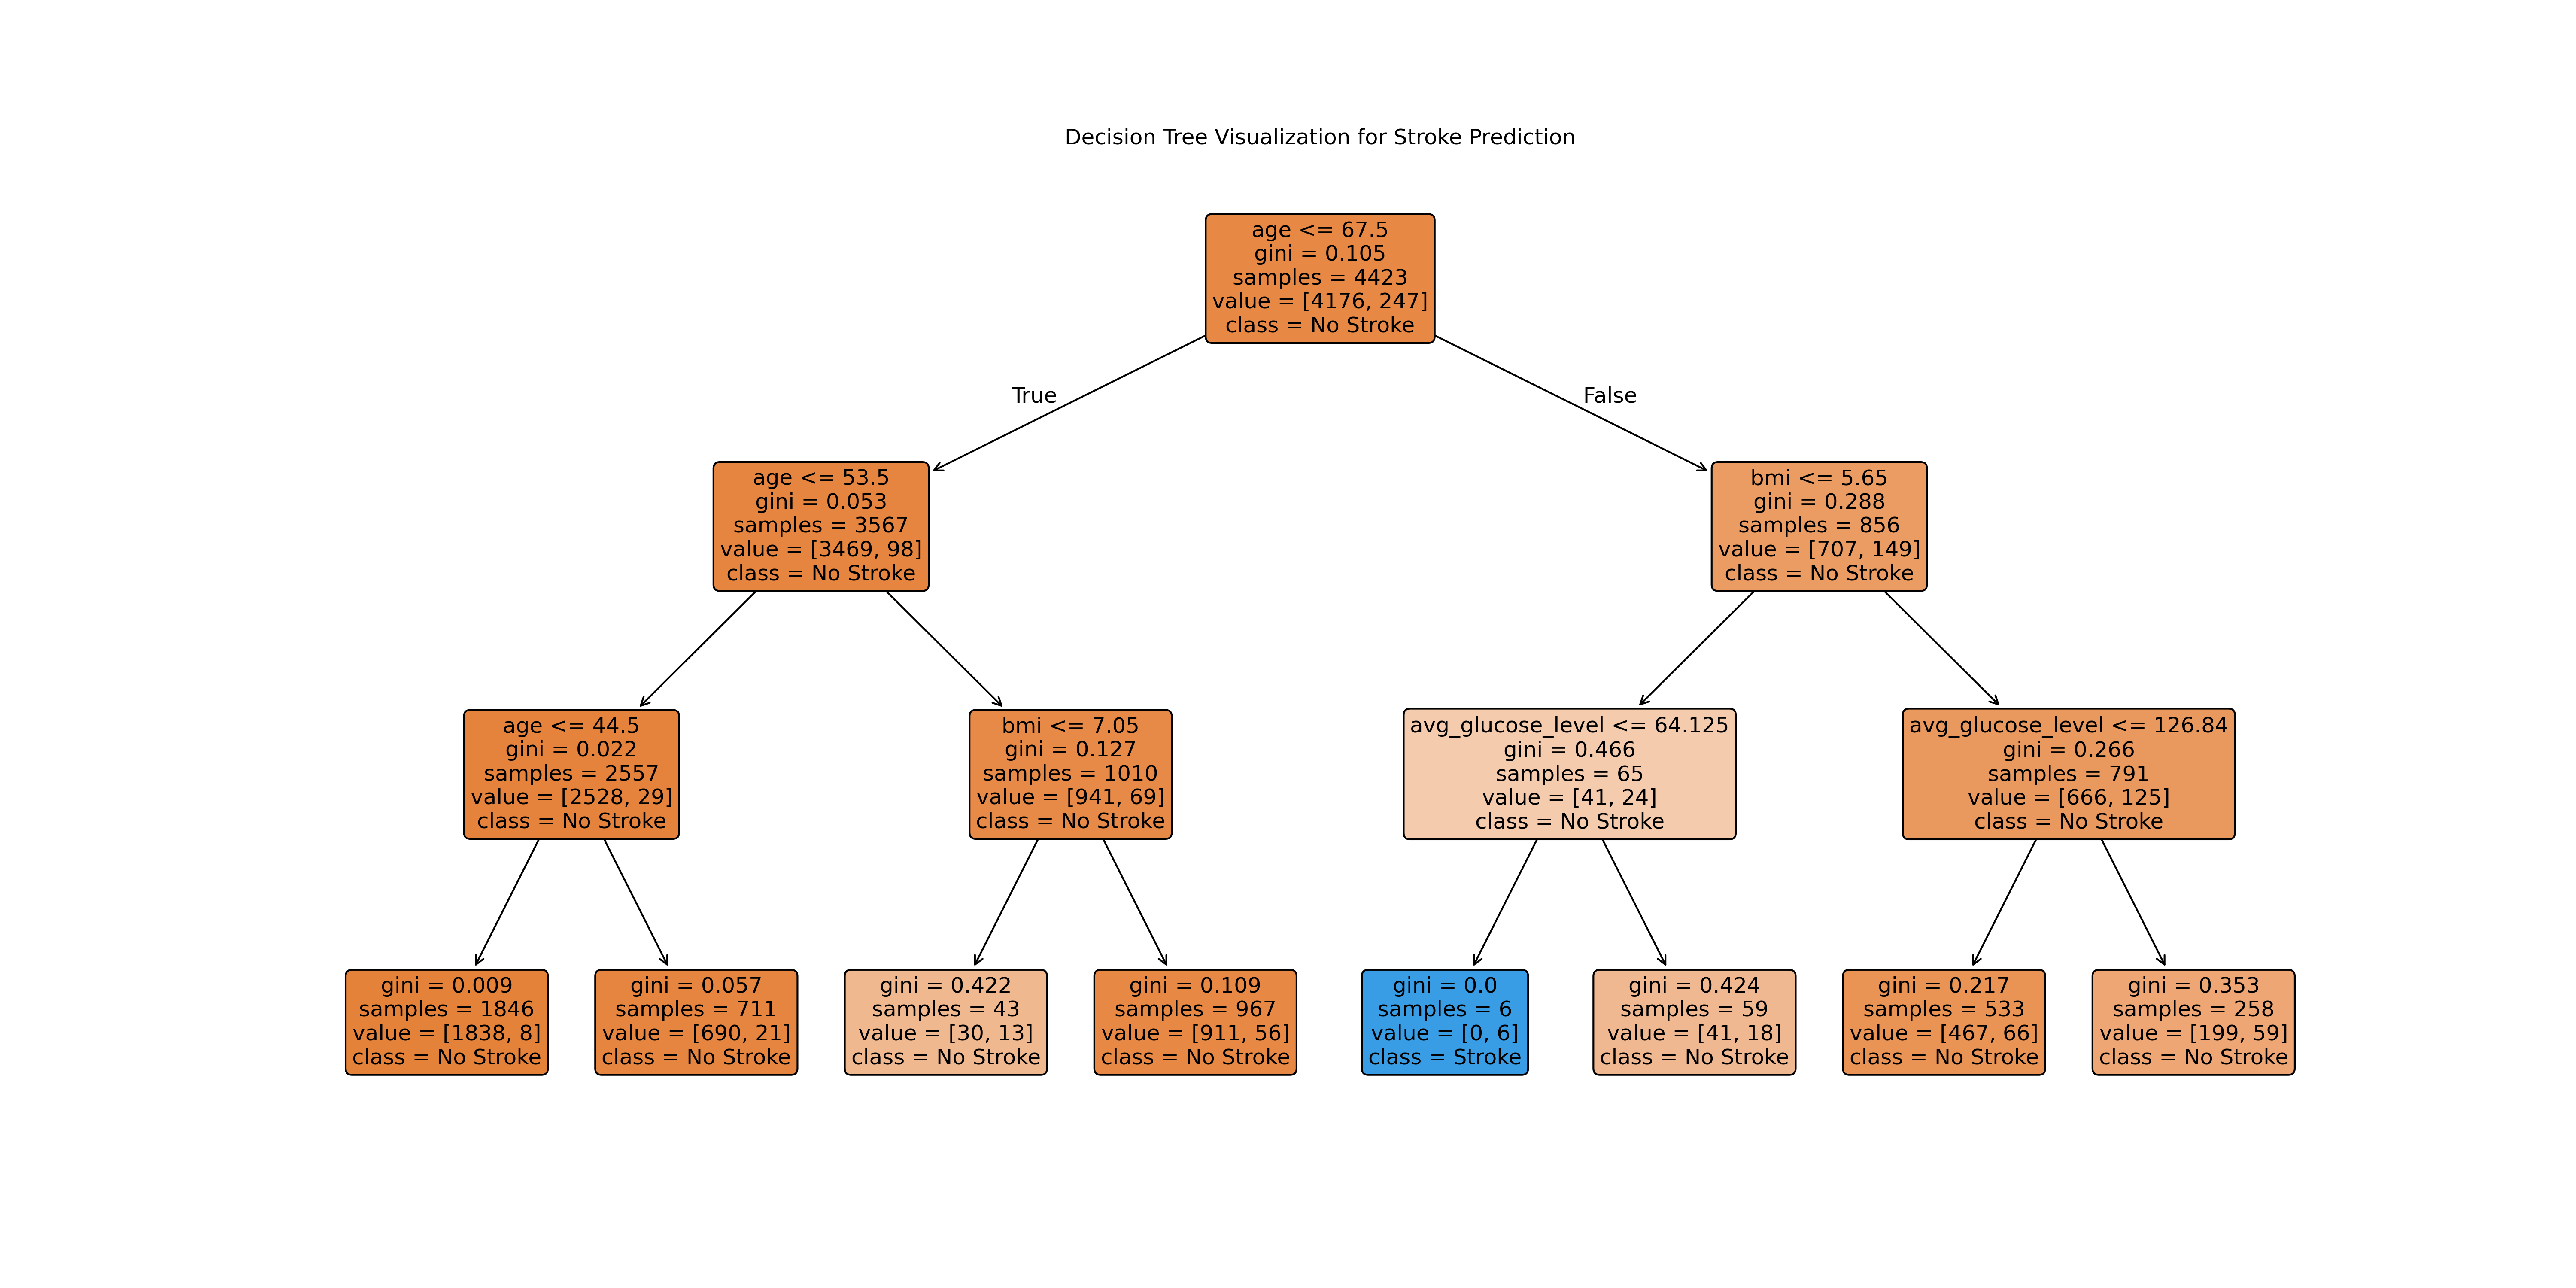 Decision Tree Visualization for Stroke Prediction
age <= 67.5
gini = 0.105
samples = 4423
value = [4176, 247]
class = No Stroke
True
False
age <= 53.5
gini = 0.053
samples = 3567
value = [3469, 98]
class = No Stroke
bmi <= 5.65
gini = 0.288
samples = 856
value = [707, 149]
class = No Stroke
age <= 44.5
gini = 0.022
samples = 2557
value = [2528, 29]
class = No Stroke
bmi <= 7.05
gini = 0.127
samples = 1010
value = [941, 69]
class = No Stroke
avg_glucose_level <= 64.125
gini = 0.466
samples = 65
value = [41, 24]
class = No Stroke
avg_glucose_level <= 126.84
gini = 0.266
samples = 791
value = [666, 125]
class = No Stroke
gini = 0.009
samples = 1846
value = [1838, 8]
class = No Stroke
gini = 0.057
samples = 711
value = [690, 21]
class = No Stroke
gini = 0.422
samples = 43
value = [30, 13]
class = No Stroke
gini = 0.109
samples = 967
value = [911, 56]
class = No Stroke
gini = 0.0
samples = 6
value = [0, 6]
class = Stroke
gini = 0.424
samples = 59
value = [41, 18]
class = No Stroke
gini = 0.217
samples = 533
value = [467, 66]
class = No Stroke
gini = 0.353
samples = 258
value = [199, 59]
class = No Stroke